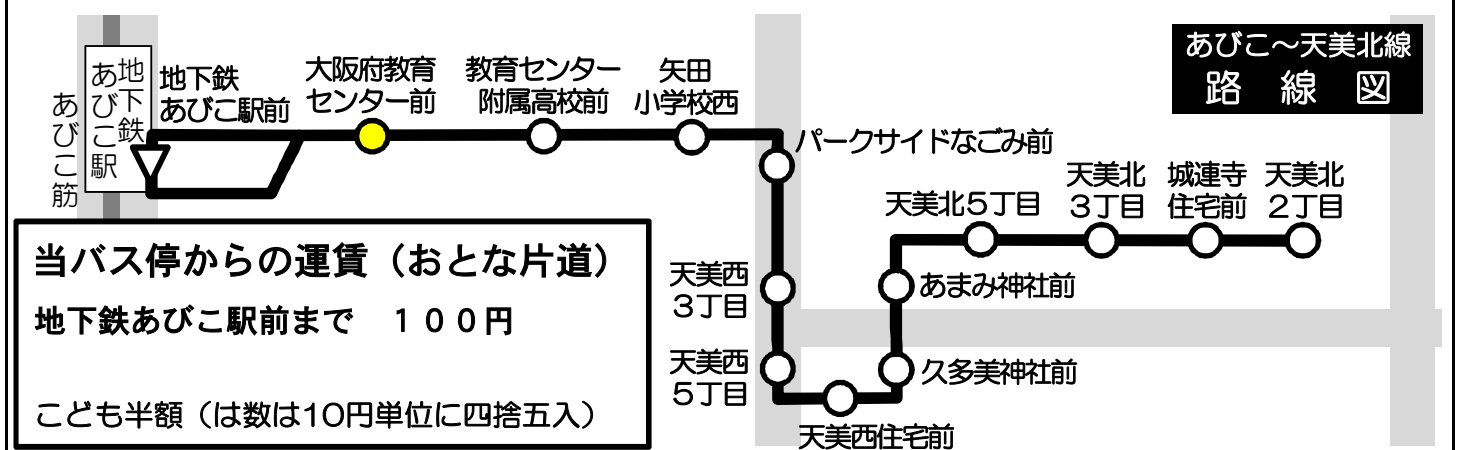 あびこ～天美北線
路線図
あびこ筋
地下鉄
あびこ駅
地下鉄
あびこ駅前
大阪府教育
センター前
教育センター
附属高校前
矢田
小学校西
パークサイドなごみ前
天美西
３丁目
天美西
５丁目
天美西住宅前
久多美神社前
あまみ神社前
天美北５丁目
天美北
３丁目
城連寺
住宅前
天美北
２丁目
当バス停からの運賃（おとな片道）
地下鉄あびこ駅前まで　１００円
こども半額（は数は10円単位に四捨五入）